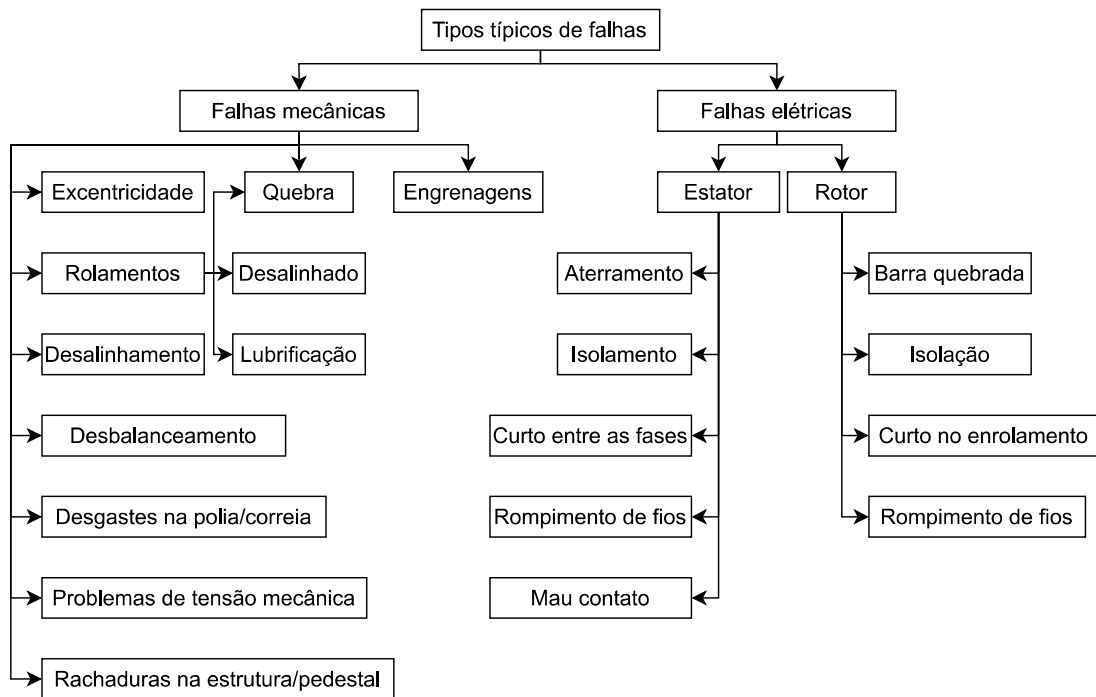 Tipos típicos de falhas
Falhas mecânicas
Falhas elétricas
Excentricidade
Quebra
Engrenagens
Estator
Rotor
Rolamentos
Desalinhado
Aterramento
Barra quebrada
Desalinhamento
Lubrificação
Isolamento
Isolação
Desbalanceamento
Curto entre as fases
Curto no enrolamento
Desgastes na polia/correia
Rompimento de fios
Rompimento de fios
Problemas de tensão mecânica
Mau contato
Rachaduras na estrutura/pedestal